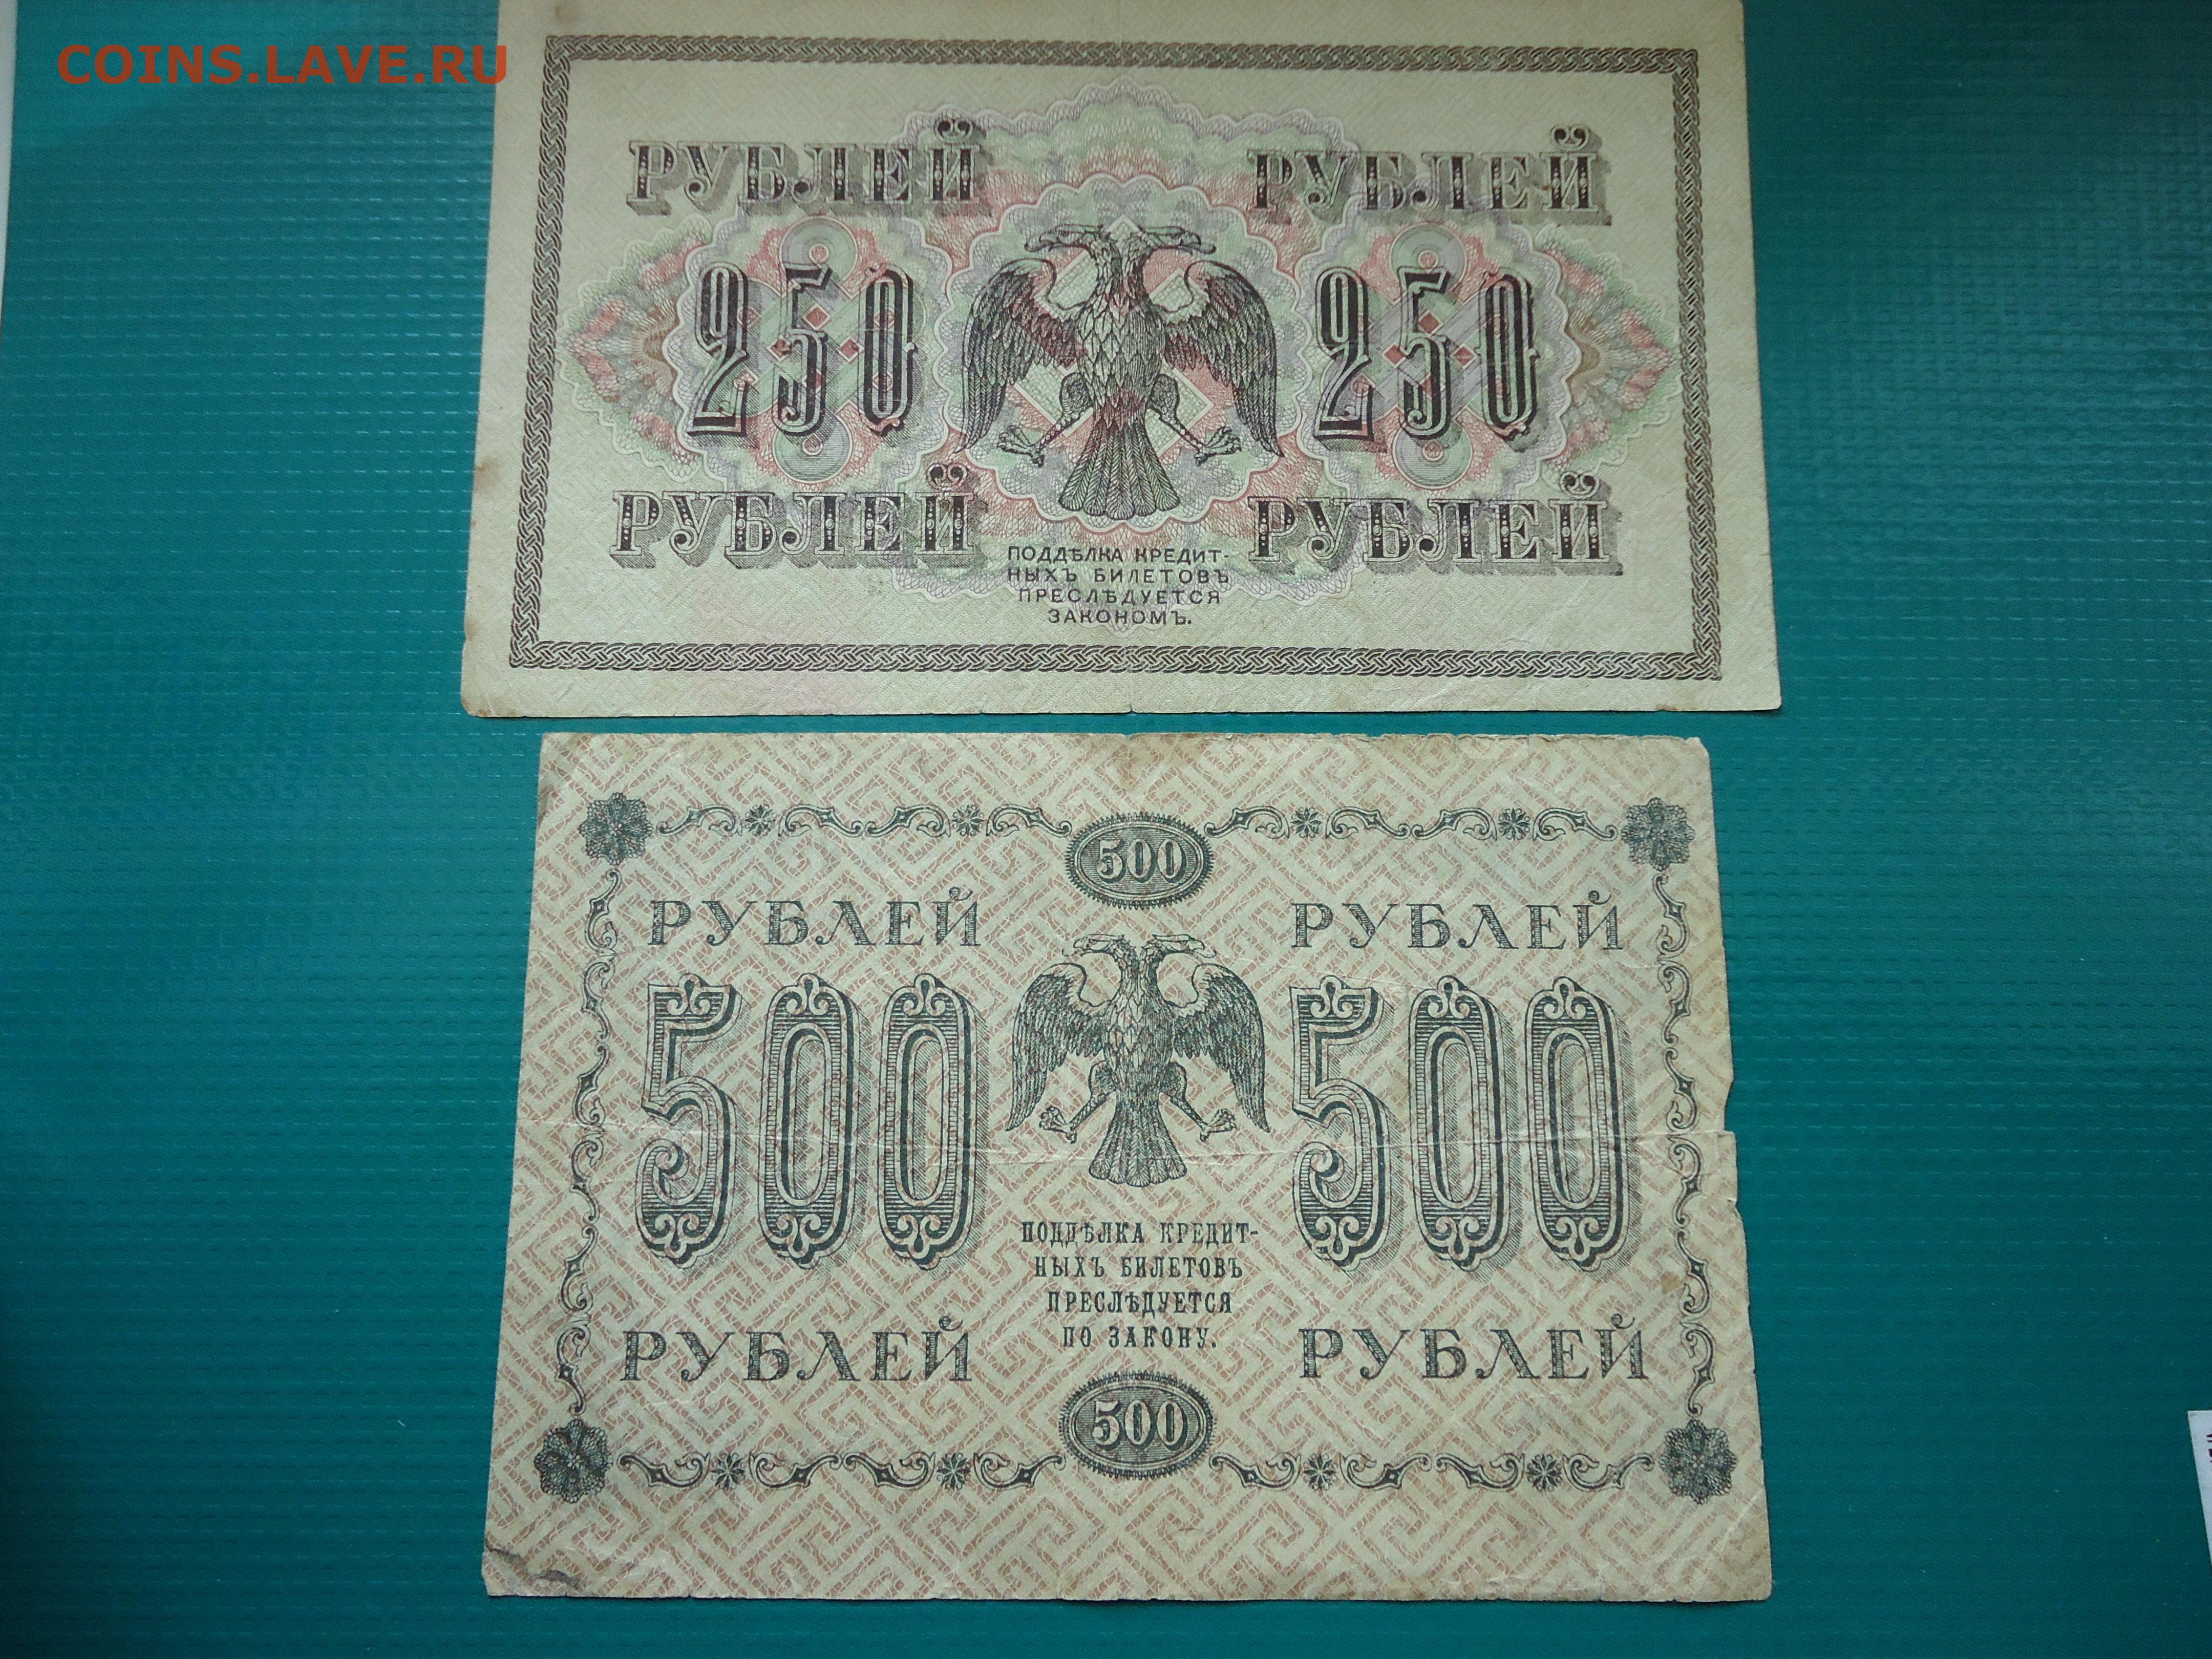 COINS.LAVE.RU
РУБЛЕЙ РУБЛЕЙ
250 250
РУБЛЕЙ РУБЛЕЙ
ПОДДѢЛКА КРЕДИТ-
НЫХЪ БИЛЕТОВЪ
ПРЕСЛѢДУЕТСЯ
ЗАКОНОМЪ.
500
РУБЛЕЙ РУБЛЕЙ
500 500
ПОДДѢЛКА КРЕДИТ-
НЫХЪ БИЛЕТОВЪ
ПРЕСЛѢДУЕТСЯ
ПО ЗАКОНУ.
РУБЛЕЙ РУБЛЕЙ
500